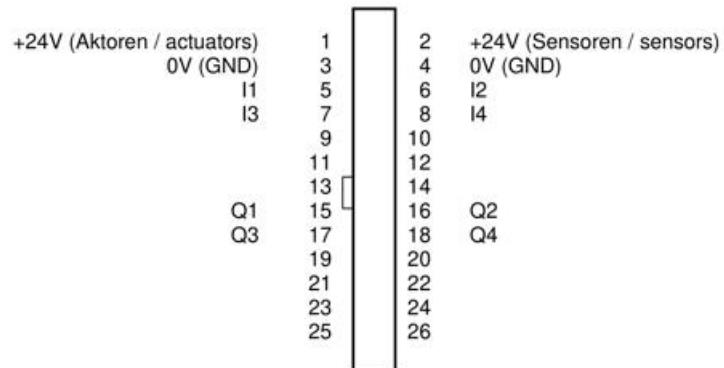 +24V (Aktoren / actuators) 1 2 +24V (Sensoren / sensors)
0V (GND) 3 4 0V (GND)
I1 5 6 I2
I3 7 8 I4
9 10
11 12
13 14
Q1 15 16 Q2
Q3 17 18 Q4
19 20
21 22
23 24
25 26